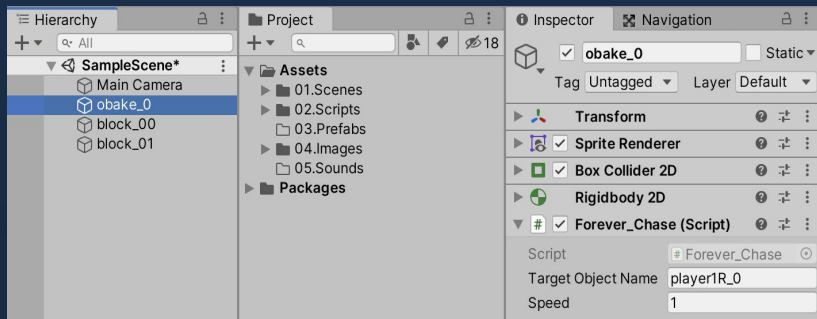 Hierarchy
All
SampleScene*
Main Camera
obake_0
block_00
block_01
Project
18
Assets
01.Scenes
02.Scripts
03.Prefabs
04.Images
05.Sounds
Packages
Inspector
Navigation
obake_0
Static
Tag Untagged Layer Default
Transform
Sprite Renderer
Box Collider 2D
Rigidbody 2D
# Forever_Chase (Script)
Script # Forever_Chase
Target Object Name player1R_0
Speed 1